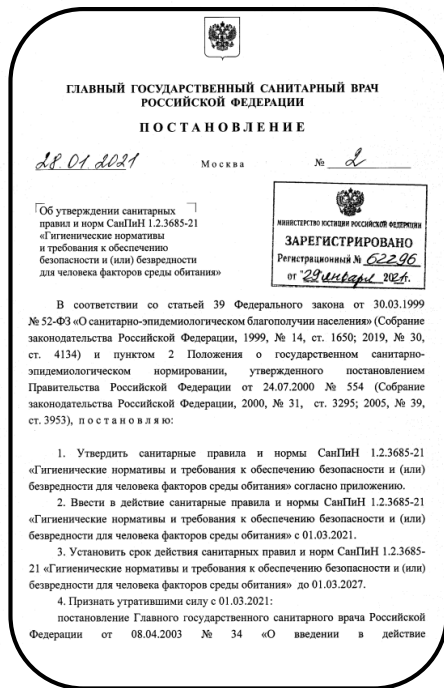 ГЛАВНЫЙ ГОСУДАРСТВЕННЫЙ САНИТАРНЫЙ ВРАЧ
РОССИЙСКОЙ ФЕДЕРАЦИИ
ПОСТАНОВЛЕНИЕ
28.01.2021
Москва
№ 2
Об утверждении санитарных
правил и норм СанПиН 1.2.3685-21
«Гигиенические нормативы
и требования к обеспечению
безопасности и (или) безвредности
для человека факторов среды обитания»
МИНИСТЕРСТВО ЮСТИЦИИ РОССИЙСКОЙ ФЕДЕРАЦИИ
ЗАРЕГИСТРИРОВАНО
Регистрационный № 62296
от "29 января 2021.
В соответствии со статьей 39 Федерального закона от 30.03.1999
№ 52-ФЗ «О санитарно-эпидемиологическом благополучии населения» (Собрание
законодательства Российской Федерации, 1999, № 14, ст. 1650; 2019, № 30,
ст. 4134) и пунктом 2 Положения о государственном санитарно-
эпидемиологическом нормировании, утвержденного постановлением
Правительства Российской Федерации от 24.07.2000 № 554 (Собрание
законодательства Российской Федерации, 2000, № 31, ст. 3295; 2005, № 39,
ст. 3953), постановляю:
1. Утвердить санитарные правила и нормы СанПиН 1.2.3685-21
«Гигиенические нормативы и требования к обеспечению безопасности и (или)
безвредности для человека факторов среды обитания» согласно приложению.
2. Ввести в действие санитарные правила и нормы СанПиН 1.2.3685-21
«Гигиенические нормативы и требования к обеспечению безопасности и (или)
безвредности для человека факторов среды обитания» с 01.03.2021.
3. Установить срок действия санитарных правил и норм СанПиН 1.2.3685-
21 «Гигиенические нормативы и требования к обеспечению безопасности и (или)
безвредности для человека факторов среды обитания» до 01.03.2027.
4. Признать утратившими силу с 01.03.2021:
постановление Главного государственного санитарного врача Российской
Федерации от 08.04.2003 № 34 «О введении в действие